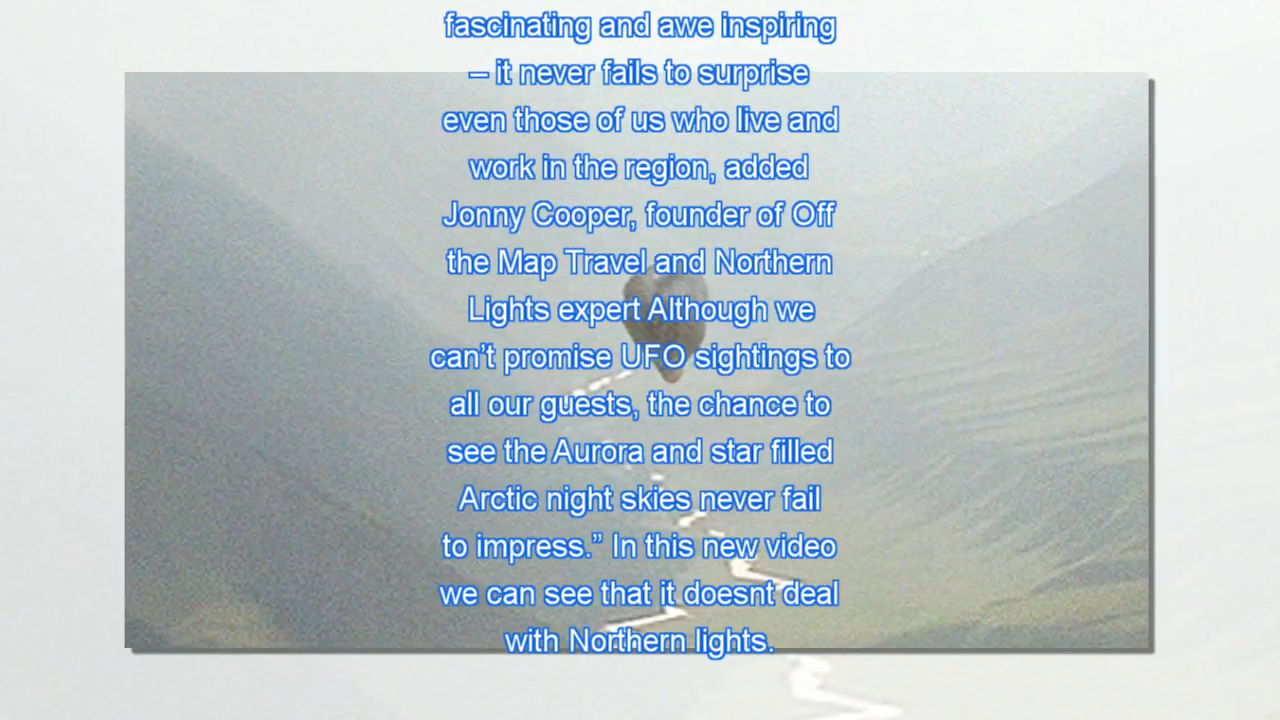 fascinating and awe inspiring
– it never fails to surprise
even those of us who live and
work in the region, added
Jonny Cooper, founder of Off
the Map Travel and Northern
Lights expert Although we
can’t promise UFO sightings to
all our guests, the chance to
see the Aurora and star filled
Arctic night skies never fail
to impress.” In this new video
we can see that it doesnt deal
with Northern lights.